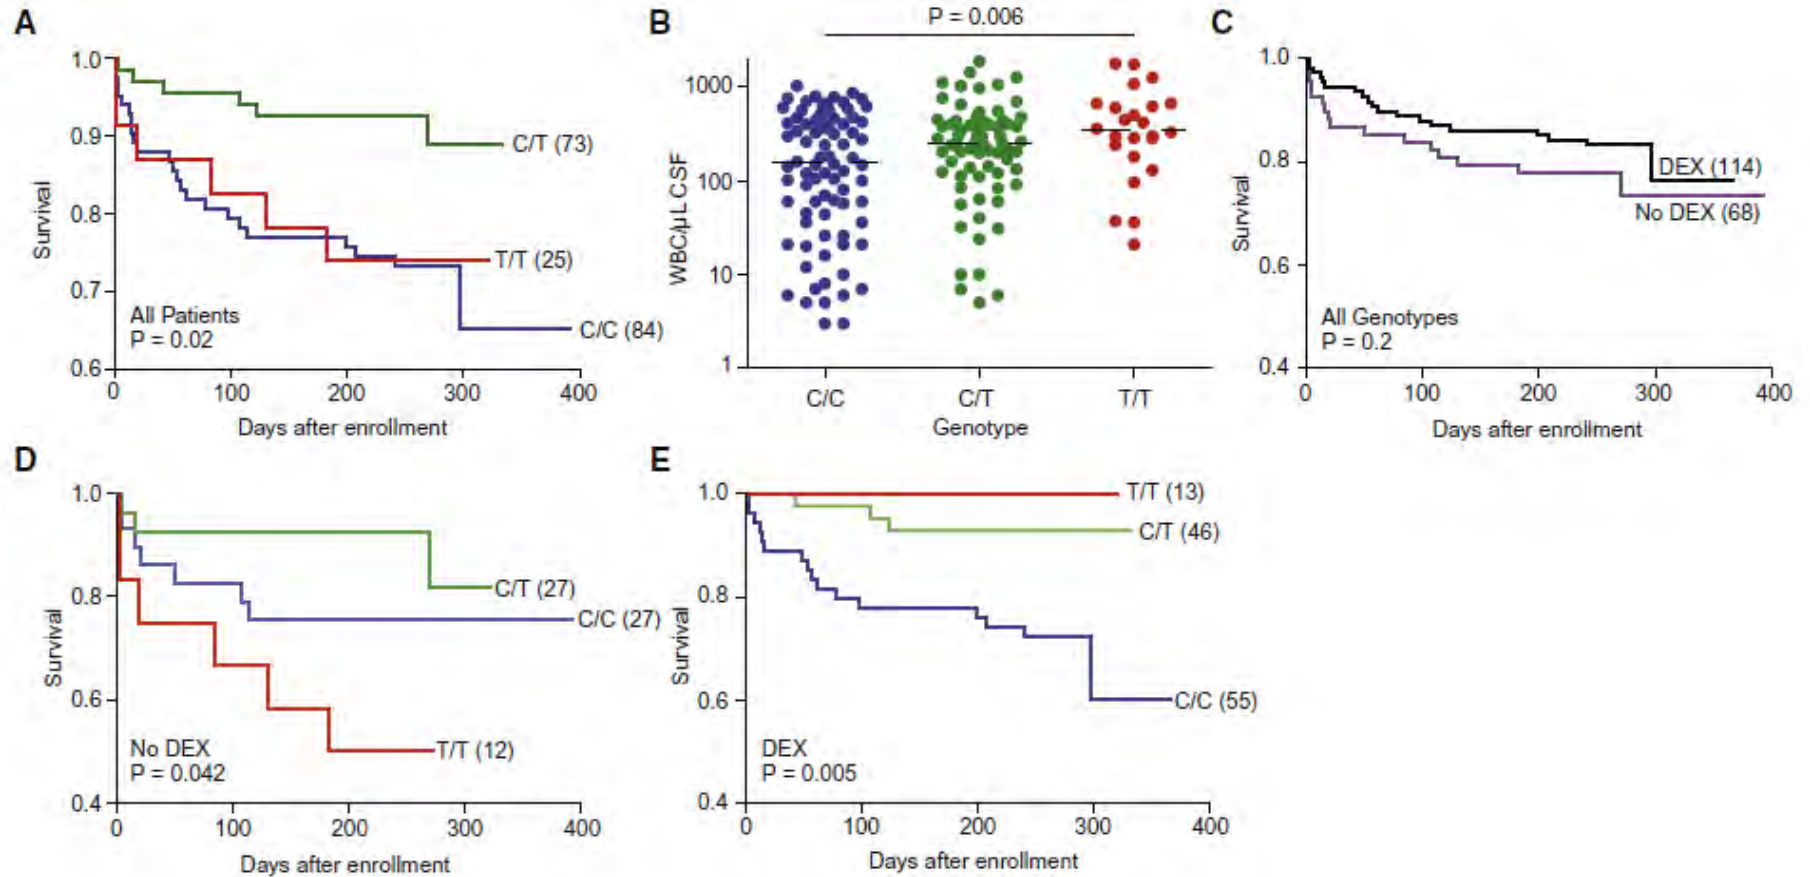 A
1.0
0.9
0.8
0.7
0.6
Survival
C/T (73)
T/T (25)
C/C (84)
All Patients
P = 0.02
0 100 200 300 400
Days after enrollment
B
P = 0.006
1000
100
10
1
WBC/µL CSF
C/C C/T T/T
Genotype
C
1.0
0.8
0.6
0.4
Survival
DEX (114)
No DEX (68)
All Genotypes
P = 0.2
0 100 200 300 400
Days after enrollment
D
1.0
0.8
0.6
0.4
Survival
C/T (27)
C/C (27)
T/T (12)
No DEX
P = 0.042
0 100 200 300 400
Days after enrollment
E
1.0
0.8
0.6
0.4
Survival
T/T (13)
C/T (46)
C/C (55)
DEX
P = 0.005
0 100 200 300 400
Days after enrollment